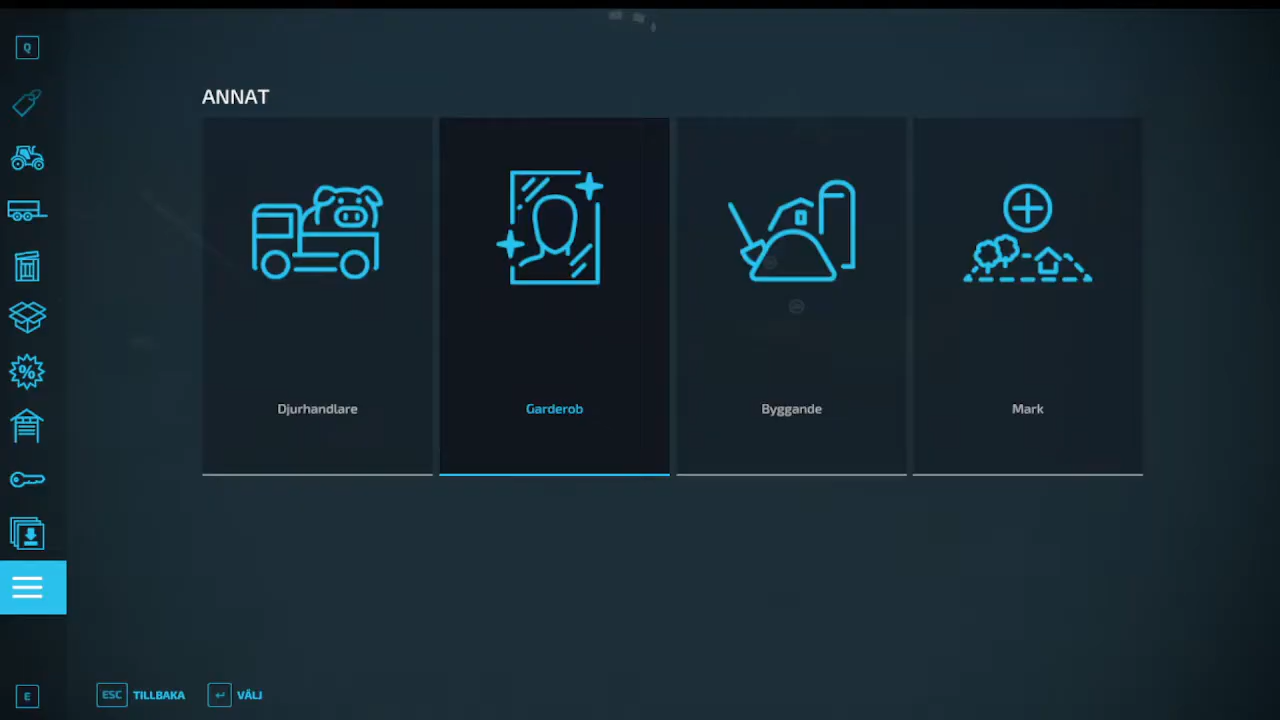 Q
ANNAT
Djurhandlare
Garderob
Byggande
Mark
%
E
ESC TILLBAKA
VÄLJ